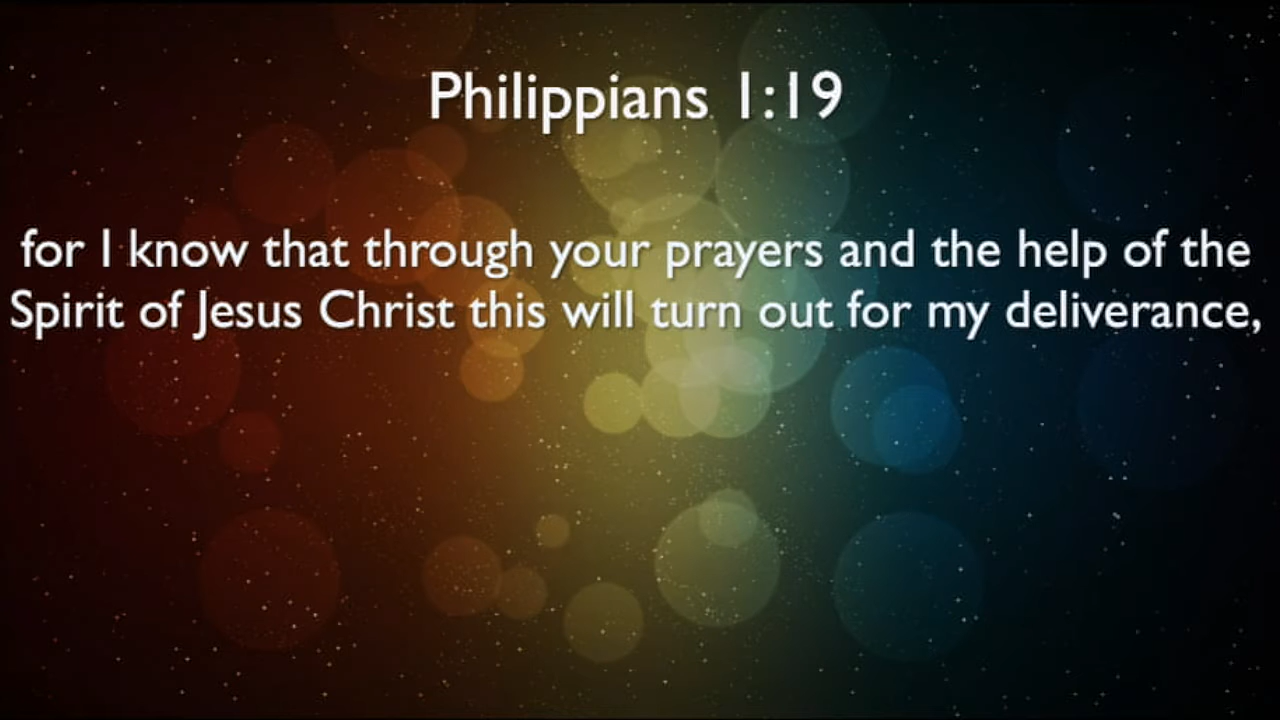 Philippians 1:19
for I know that through your prayers and the help of the
Spirit of Jesus Christ this will turn out for my deliverance,